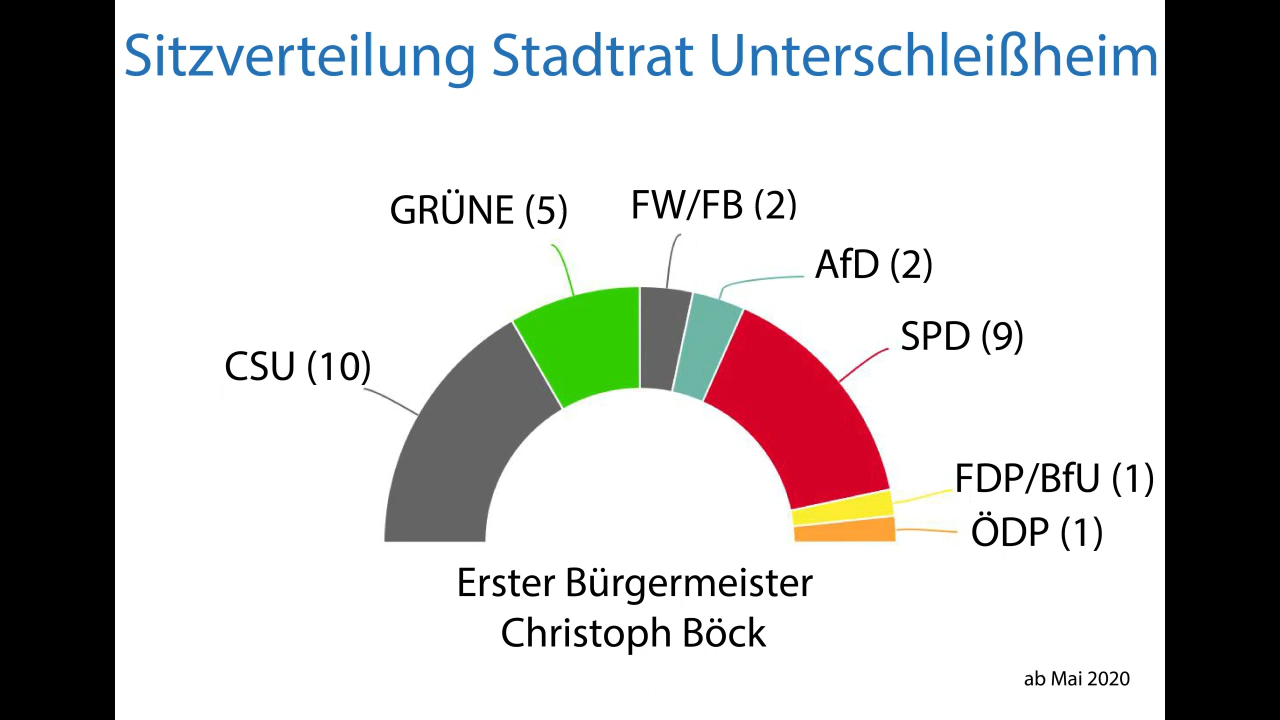 Sitzverteilung Stadtrat Unterschleißheim
GRÜNE (5)
FW/FB (2)
AfD (2)
SPD (9)
CSU (10)
FDP/BfU (1)
ÖDP (1)
Erster Bürgermeister
Christoph Böck
ab Mai 2020